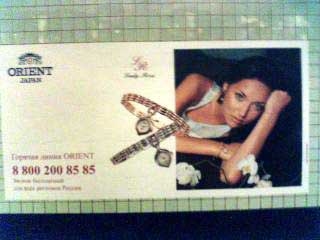 ORIENT
JAPAN
Lady Rose
Горячая линия ORIENT
8 800 200 85 85
Звонок бесплатный
для всех регионов России